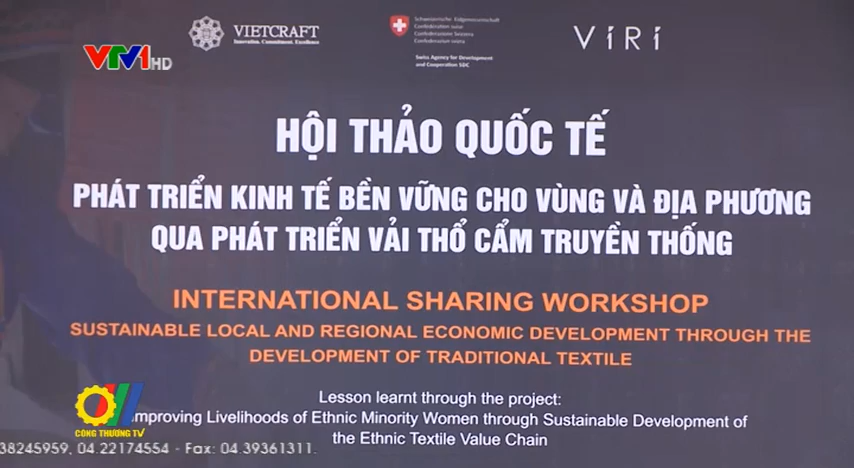 VIETCRAFT
Innovation. Commitment. Excellence
Schweizerische Eidgenossenschaft
Confédération suisse
Confederazione Svizzera
Confederaziun svizra
Swiss Agency for Development
and Cooperation SDC
ViRi
VTV1 HD
HỘI THẢO QUỐC TẾ
PHÁT TRIỂN KINH TẾ BỀN VỮNG CHO VÙNG VÀ ĐỊA PHƯƠNG
QUA PHÁT TRIỂN VẢI THỔ CẨM TRUYỀN THỐNG
INTERNATIONAL SHARING WORKSHOP
SUSTAINABLE LOCAL AND REGIONAL ECONOMIC DEVELOPMENT THROUGH THE
DEVELOPMENT OF TRADITIONAL TEXTILE
Lesson learnt through the project:
Improving Livelihoods of Ethnic Minority Women through Sustainable Development of
the Ethnic Textile Value Chain
CÔNG THƯƠNG TV
38245959, 04.22174554 - Fax: 04.39361311.